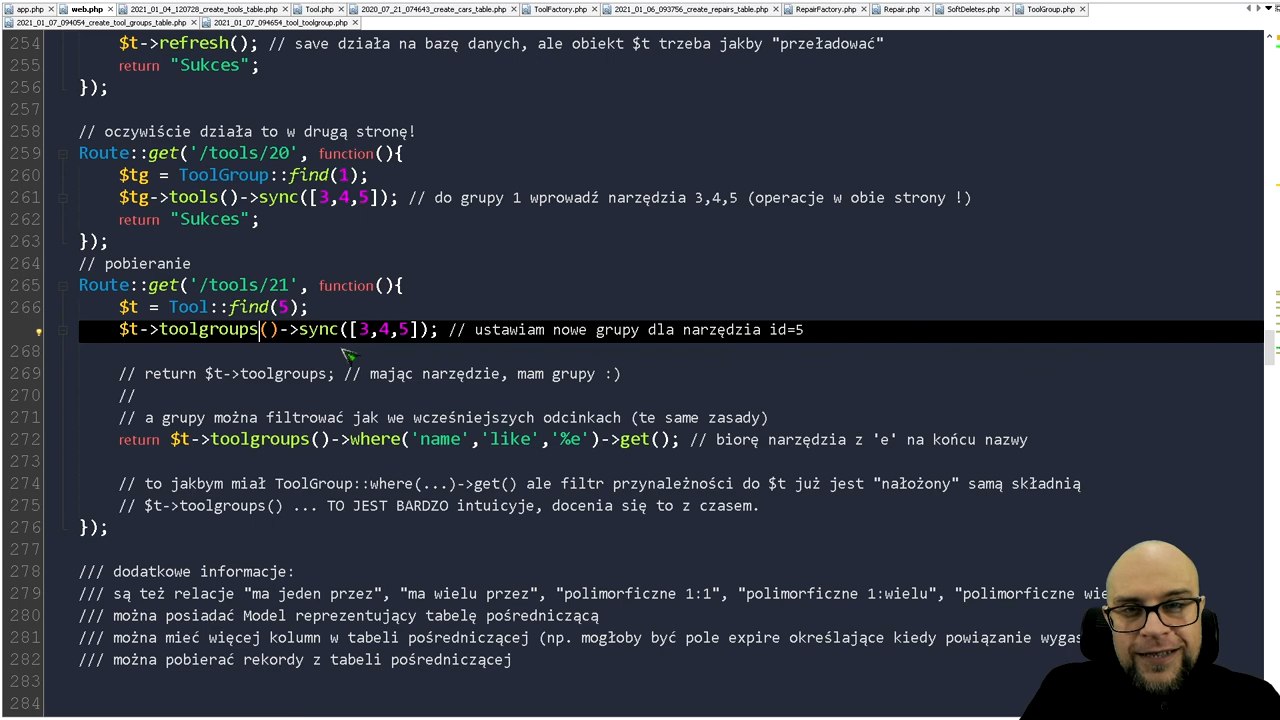 app.php web.php 2021_01_04_120728_create_tools_table.php Tool.php 2020_07_21_074643_create_cars_table.php ToolFactory.php 2021_01_06_093756_create_repairs_table.php RepairFactory.php Repair.php SoftDeletes.php ToolGroup.php
2021_01_07_094054_create_tool_groups_table.php 2021_01_07_094654_tool_toolgroup.php
254 $t->refresh(); // save działa na bazę danych, ale obiekt $t trzeba jakby "przeładować"
255 return "Sukces";
256 });
257
258 // oczywiście działa to w drugą stronę!
259 Route::get('/tools/20', function(){
260 $tg = ToolGroup::find(1);
261 $tg->tools()->sync([3,4,5]); // do grupy 1 wprowadź narzędzia 3,4,5 (operacje w obie strony !)
262 return "Sukces";
263 });
264 // pobieranie
265 Route::get('/tools/21', function(){
266 $t = Tool::find(5);
$t->toolgroups()->sync([3,4,5]); // ustawiam nowe grupy dla narzędzia id=5
268
269 // return $t->toolgroups; // mając narzędzie, mam grupy :)
270 //
271 // a grupy można filtrować jak we wcześniejszych odcinkach (te same zasady)
272 return $t->toolgroups()->where('name','like','%e')->get(); // biorę narzędzia z 'e' na końcu nazwy
273
274 // to jakbym miał ToolGroup::where(...)->get() ale filtr przynależności do $t już jest "nałożony" samą składnią
275 // $t->toolgroups() ... TO JEST BARDZO intuicyje, docenia się to z czasem.
276 });
277
278 /// dodatkowe informacje:
279 /// są też relacje "ma jeden przez", "ma wielu przez", "polimorficzne 1:1", "polimorficzne 1:wielu", "polimorficzne wie
280 /// można posiadać Model reprezentujący tabelę pośredniczącą
281 /// można mieć więcej kolumn w tabeli pośredniczącej (np. mogłoby być pole expire określające kiedy powiązanie wygas
282 /// można pobierać rekordy z tabeli pośredniczącej
283
284